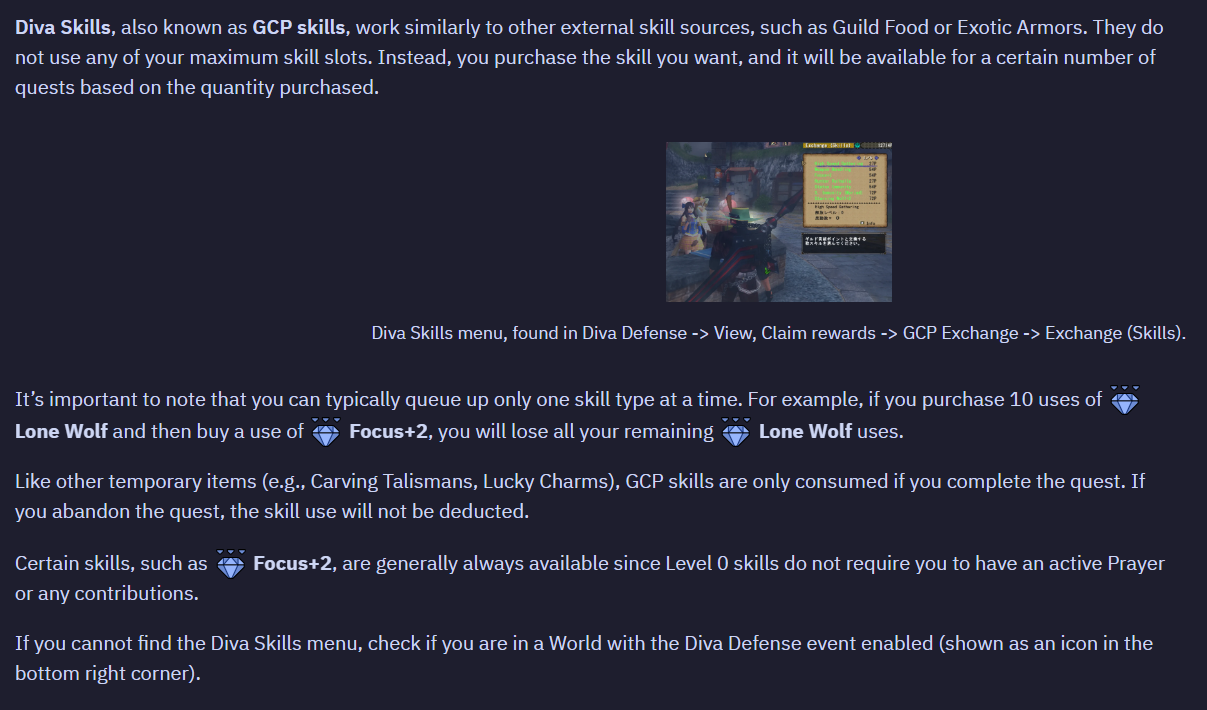 Diva Skills, also known as GCP skills, work similarly to other external skill sources, such as Guild Food or Exotic Armors. They do
not use any of your maximum skill slots. Instead, you purchase the skill you want, and it will be available for a certain number of
quests based on the quantity purchased.
Exchange (Skills)
High Speed Gathering
Diva Skills menu, found in Diva Defense -> View, Claim rewards -> GCP Exchange -> Exchange (Skills).
It’s important to note that you can typically queue up only one skill type at a time. For example, if you purchase 10 uses of
Lone Wolf and then buy a use of Focus+2, you will lose all your remaining Lone Wolf uses.
Like other temporary items (e.g., Carving Talismans, Lucky Charms), GCP skills are only consumed if you complete the quest. If
you abandon the quest, the skill use will not be deducted.
Certain skills, such as Focus+2, are generally always available since Level 0 skills do not require you to have an active Prayer
or any contributions.
If you cannot find the Diva Skills menu, check if you are in a World with the Diva Defense event enabled (shown as an icon in the
bottom right corner).